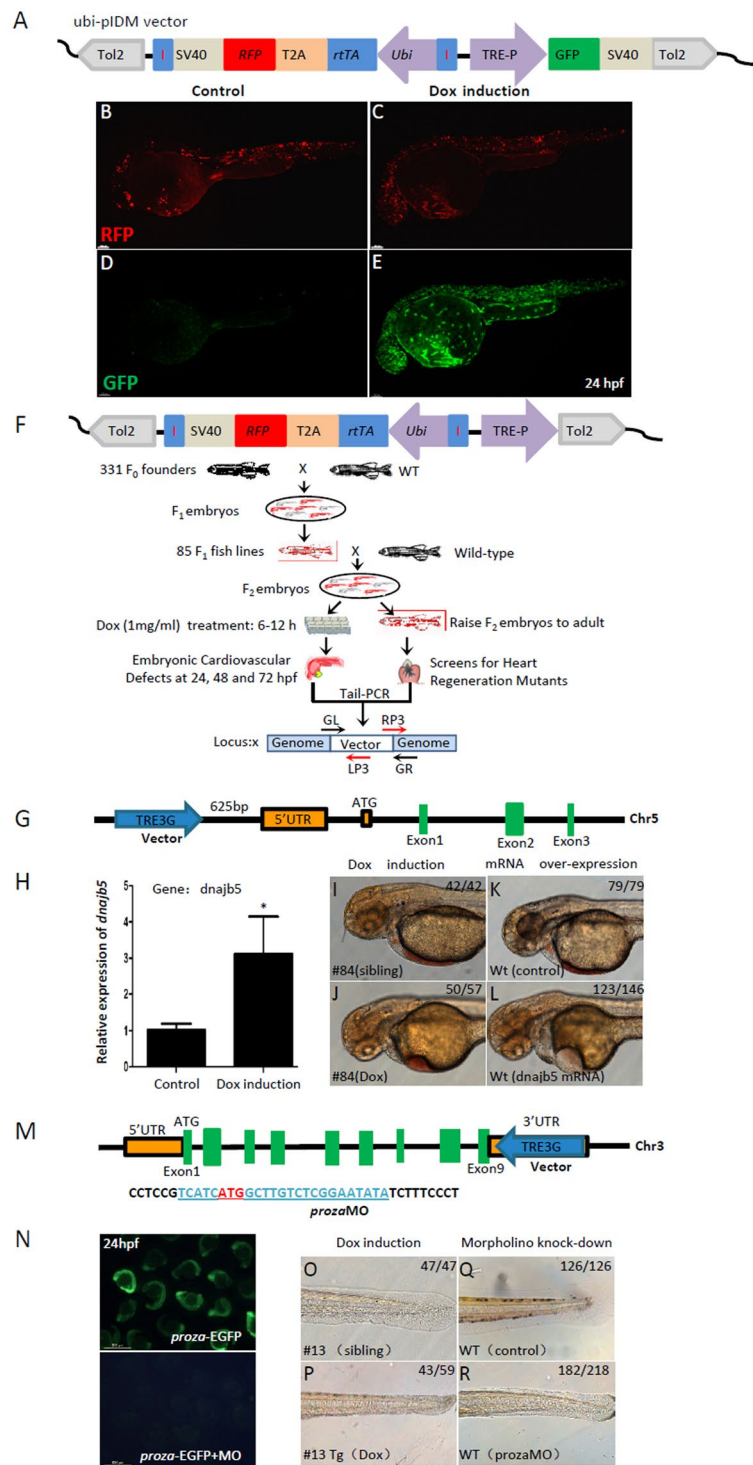 A
ubi-pIDM vector
Tol2 I SV40 RFP T2A rtTA Ubi I TRE-P GFP SV40 Tol2
Control Dox induction
B C
RFP
D E
GFP 24 hpf
F
Tol2 I SV40 RFP T2A rtTA Ubi I TRE-P Tol2
331 F0 founders X WT
F1 embryos
85 F1 fish lines X Wild-type
F2 embryos
Dox (1mg/ml) treatment: 6-12 h Raise F2 embryos to adult
Embryonic Cardiovascular
Defects at 24, 48 and 72 hpf
Screens for Heart
Regeneration Mutants
Tail-PCR
GL RP3
Locus:x Genome Vector Genome
LP3 GR
G
TRE3G 625bp 5'UTR ATG Chr5
Vector Exon1 Exon2 Exon3
H
Relative expression of dnajb5
Gene: dnajb5
*
5
4
3
2
1
0
Control Dox induction
Dox induction mRNA over-expression
I 42/42 K 79/79
#84(sibling) Wt (control)
J 50/57 L 123/146
#84(Dox) Wt (dnajb5 mRNA)
M
5'UTR ATG 3'UTR
TRE3G Chr3
Exon1 Exon9 Vector
CCTCCGTCATCATGGCTTGTCTCGGAATATATCTTTCCCT
prozaMO
N
24hpf
proza-EGFP
proza-EGFP+MO
Dox induction Morpholino knock-down
O 47/47 Q 126/126
#13 (sibling) WT (control)
P 43/59 R 182/218
#13 Tg (Dox) WT (prozaMO)